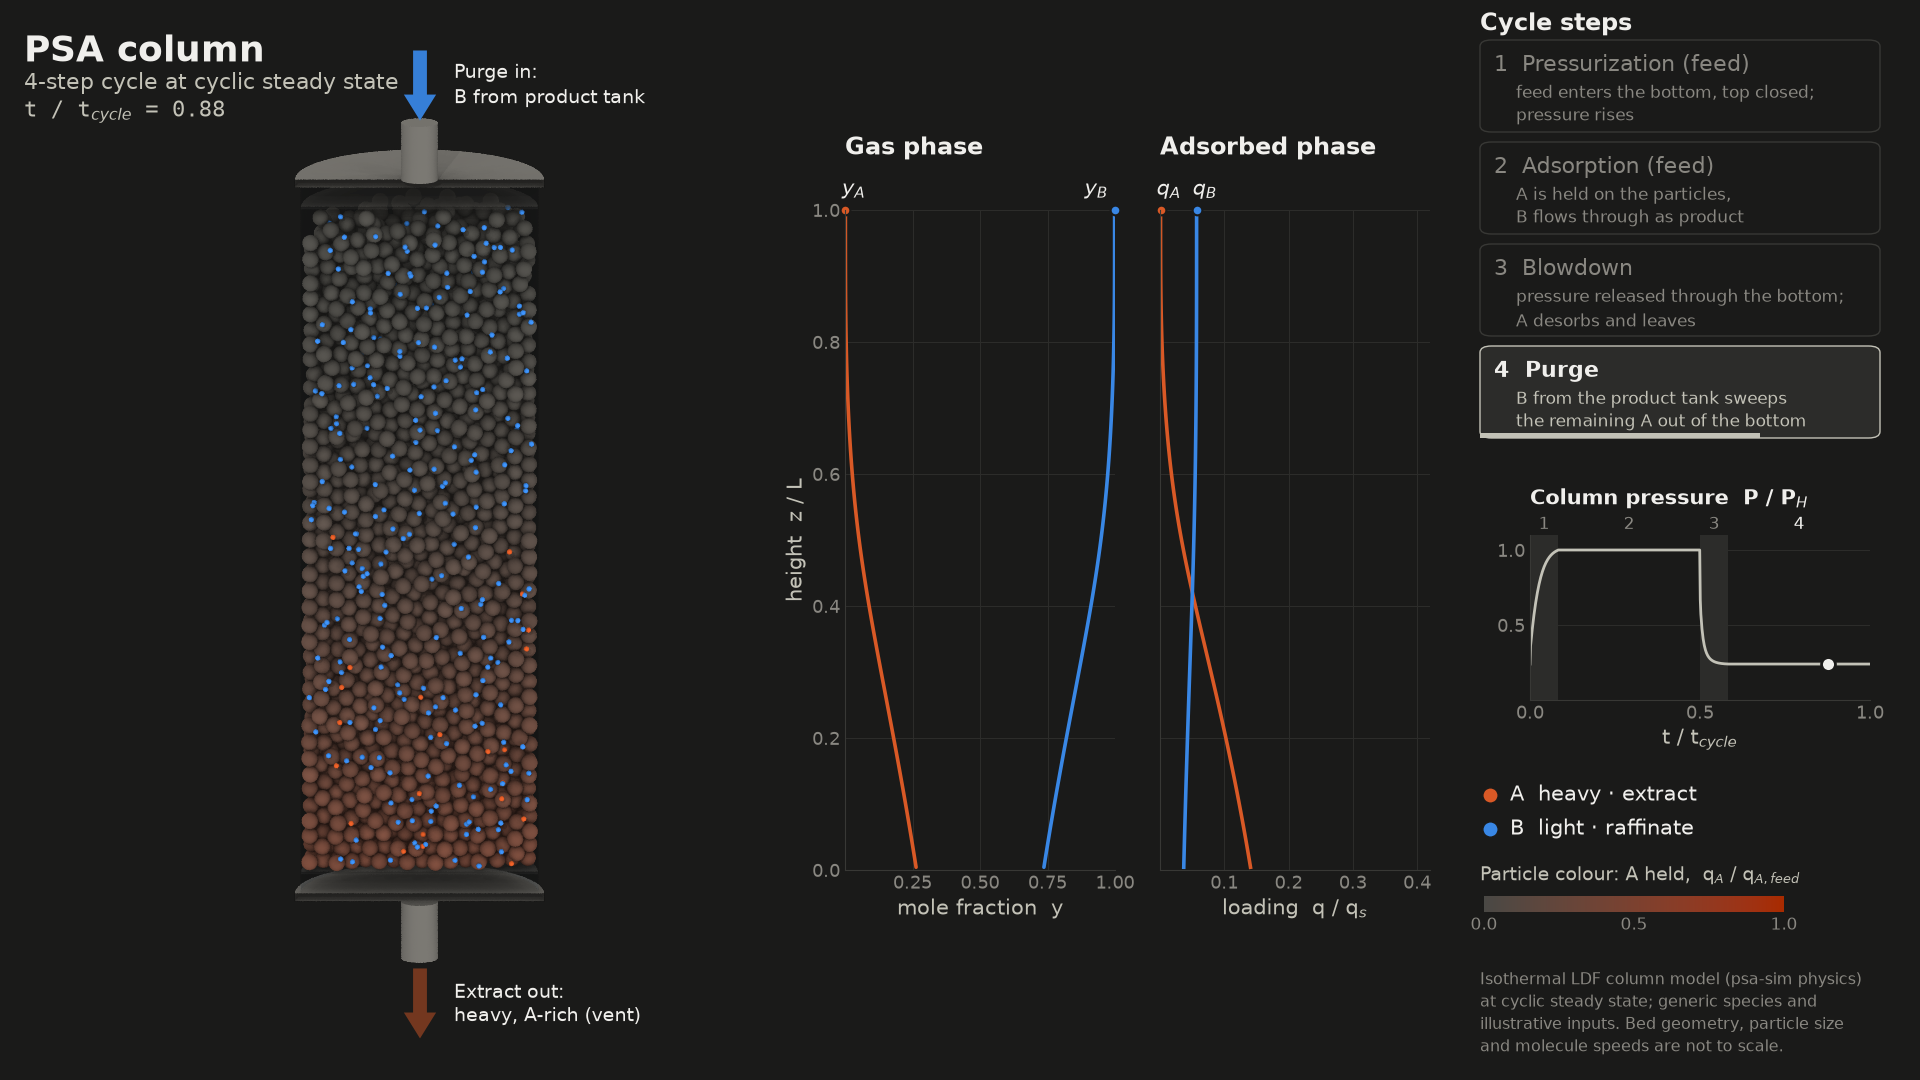 PSA column
4-step cycle at cyclic steady state
t / tcycle = 0.88
Purge in:
B from product tank
Extract out:
heavy, A-rich (vent)
Gas phase
yA
yB
height z / L
1.0
0.8
0.6
0.4
0.2
0.0
0.25 0.50 0.75 1.00
mole fraction y
Adsorbed phase
qA qB
0.1 0.2 0.3 0.4
loading q / qs
Cycle steps
1 Pressurization (feed)
feed enters the bottom, top closed;
pressure rises
2 Adsorption (feed)
A is held on the particles,
B flows through as product
3 Blowdown
pressure released through the bottom;
A desorbs and leaves
4 Purge
B from the product tank sweeps
the remaining A out of the bottom
Column pressure P / PH
1 2 3 4
1.0
0.5
0.0 0.5 1.0
t / tcycle
A heavy · extract
B light · raffinate
Particle colour: A held, qA / qA, feed
0.0 0.5 1.0
Isothermal LDF column model (psa-sim physics)
at cyclic steady state; generic species and
illustrative inputs. Bed geometry, particle size
and molecule speeds are not to scale.